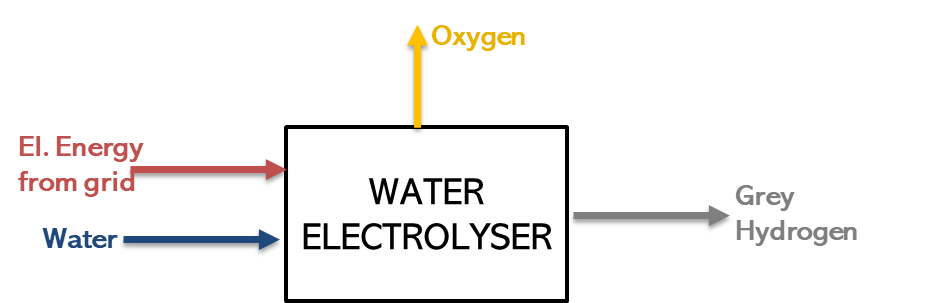 Oxygen
El. Energy
from grid
WATER
ELECTROLYSER
Grey
Hydrogen
Water